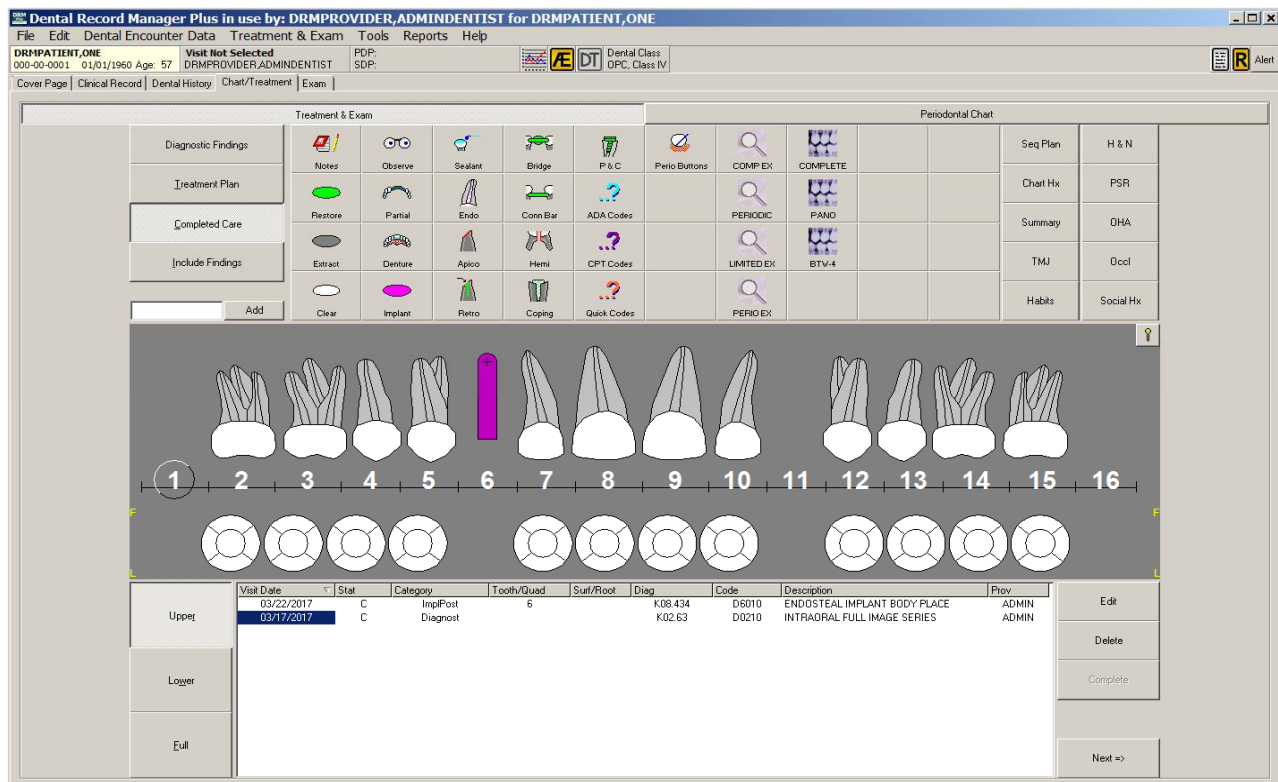 Dental Record Manager Plus in use by: DRMPROVIDER,ADMINDENTIST for DRMPATIENT,ONE
File Edit Dental Encounter Data Treatment & Exam Tools Reports Help
DRMPATIENT,ONE Visit Not Selected PDP: Dental Class
000-00-0001 01/01/1960 Age: 57 DRMPROVIDER,ADMINDENTIST SDP: Æ DT OPC, Class IV R Alert
Cover Page Clinical Record Dental History Chart/Treatment Exam
Treatment & Exam Periodontal Chart
Diagnostic Findings Notes Observe Sealant Bridge P & C Perio Buttons COMP EX COMPLETE Seq Plan H & N
Treatment Plan Restore Partial Endo Conn Bar ADA Codes PERIODIC PANO Chart Hx PSR
Completed Care Extract Denture Apico Hemi CPT Codes LIMITED EX BTW-4 Summary OHA
Include Findings Clear Implant Retro Coping Quick Codes PERIO EX TMJ Occl
Add Habits Social Hx
1 2 3 4 5 6 7 8 9 10 11 12 13 14 15 16
F F
L L
Visit Date Stat Category Tooth/Quad Surf/Root Diag Code Description Prov
03/22/2017 C ImplPost 6 K08.434 D6010 ENDOSTEAL IMPLANT BODY PLACE ADMIN
03/17/2017 C Diagnost K02.63 D0210 INTRAORAL FULL IMAGE SERIES ADMIN
Upper Edit
Delete
Lower Complete
Full Next =>